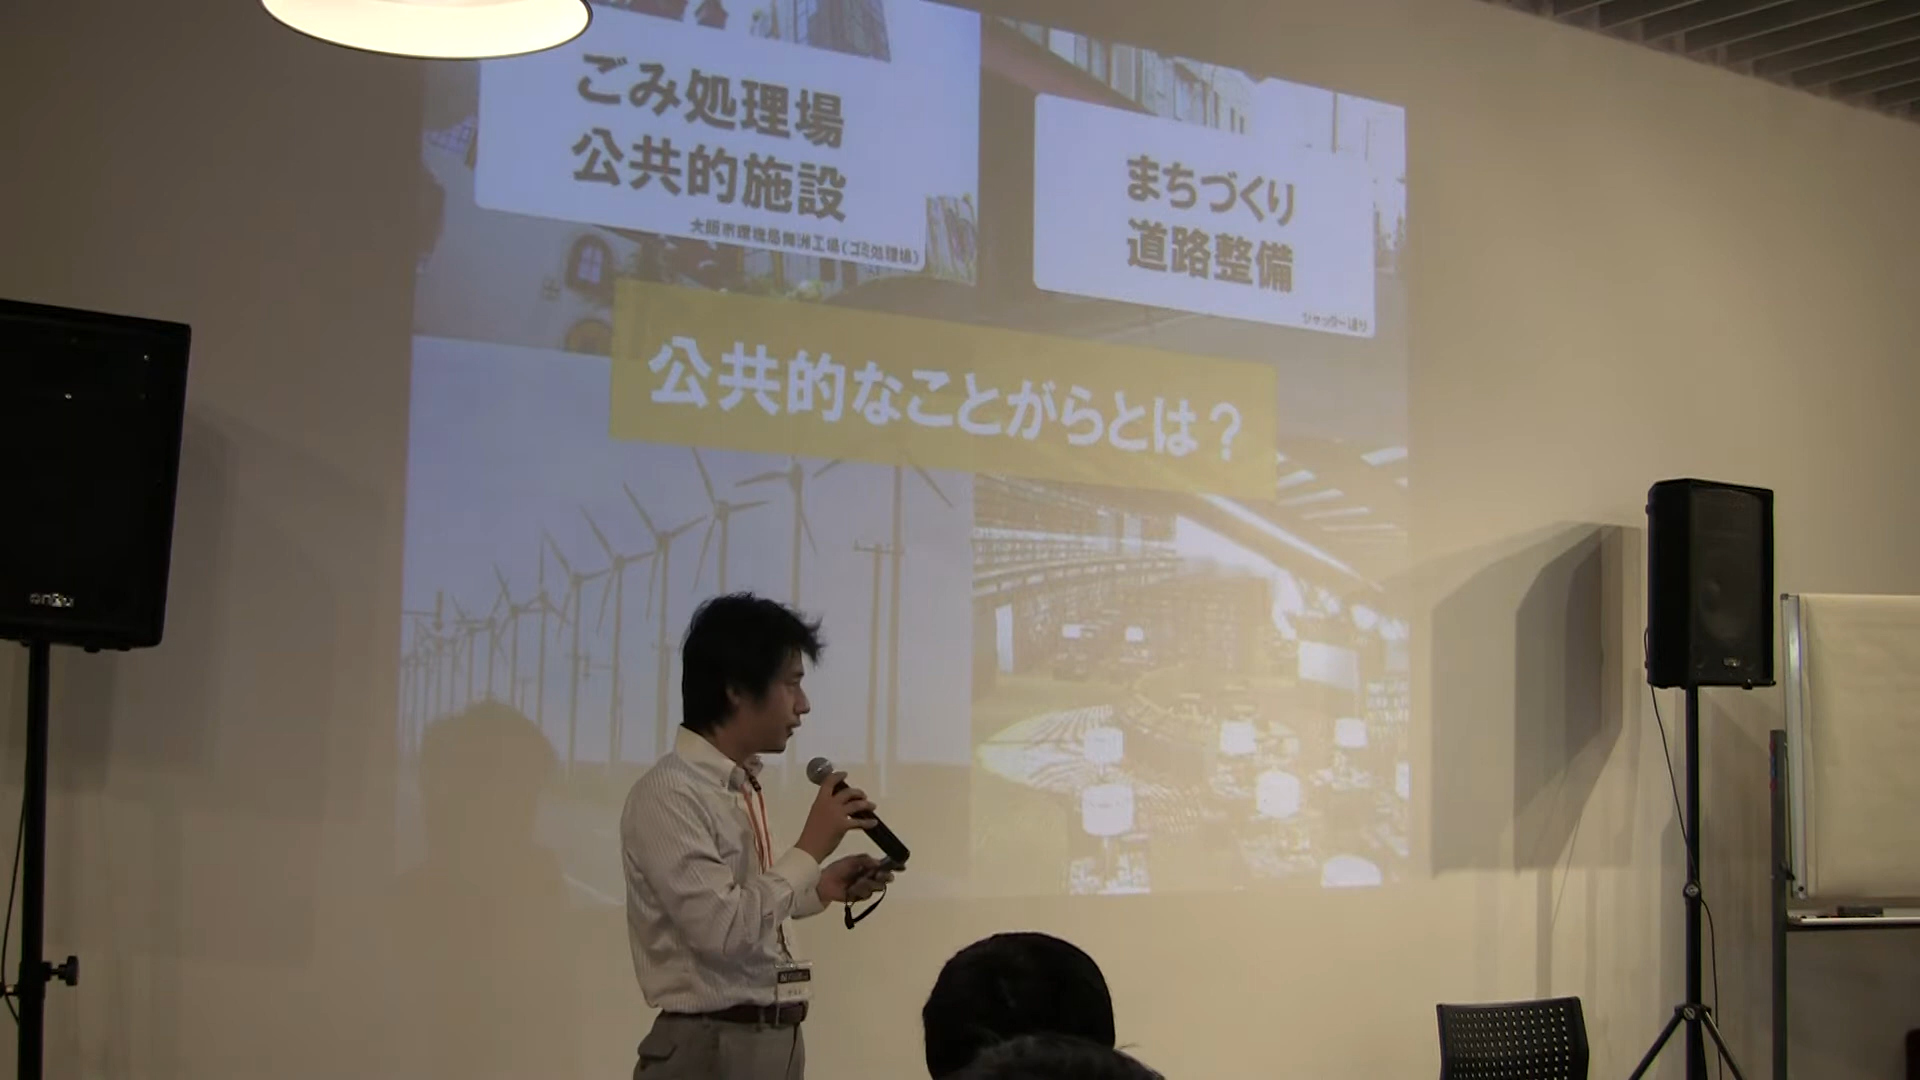 ごみ処理場
公共的施設
大阪市環境局舞洲工場(ゴミ処理場)
まちづくり
道路整備
シャッター通り
公共的なことがらとは？